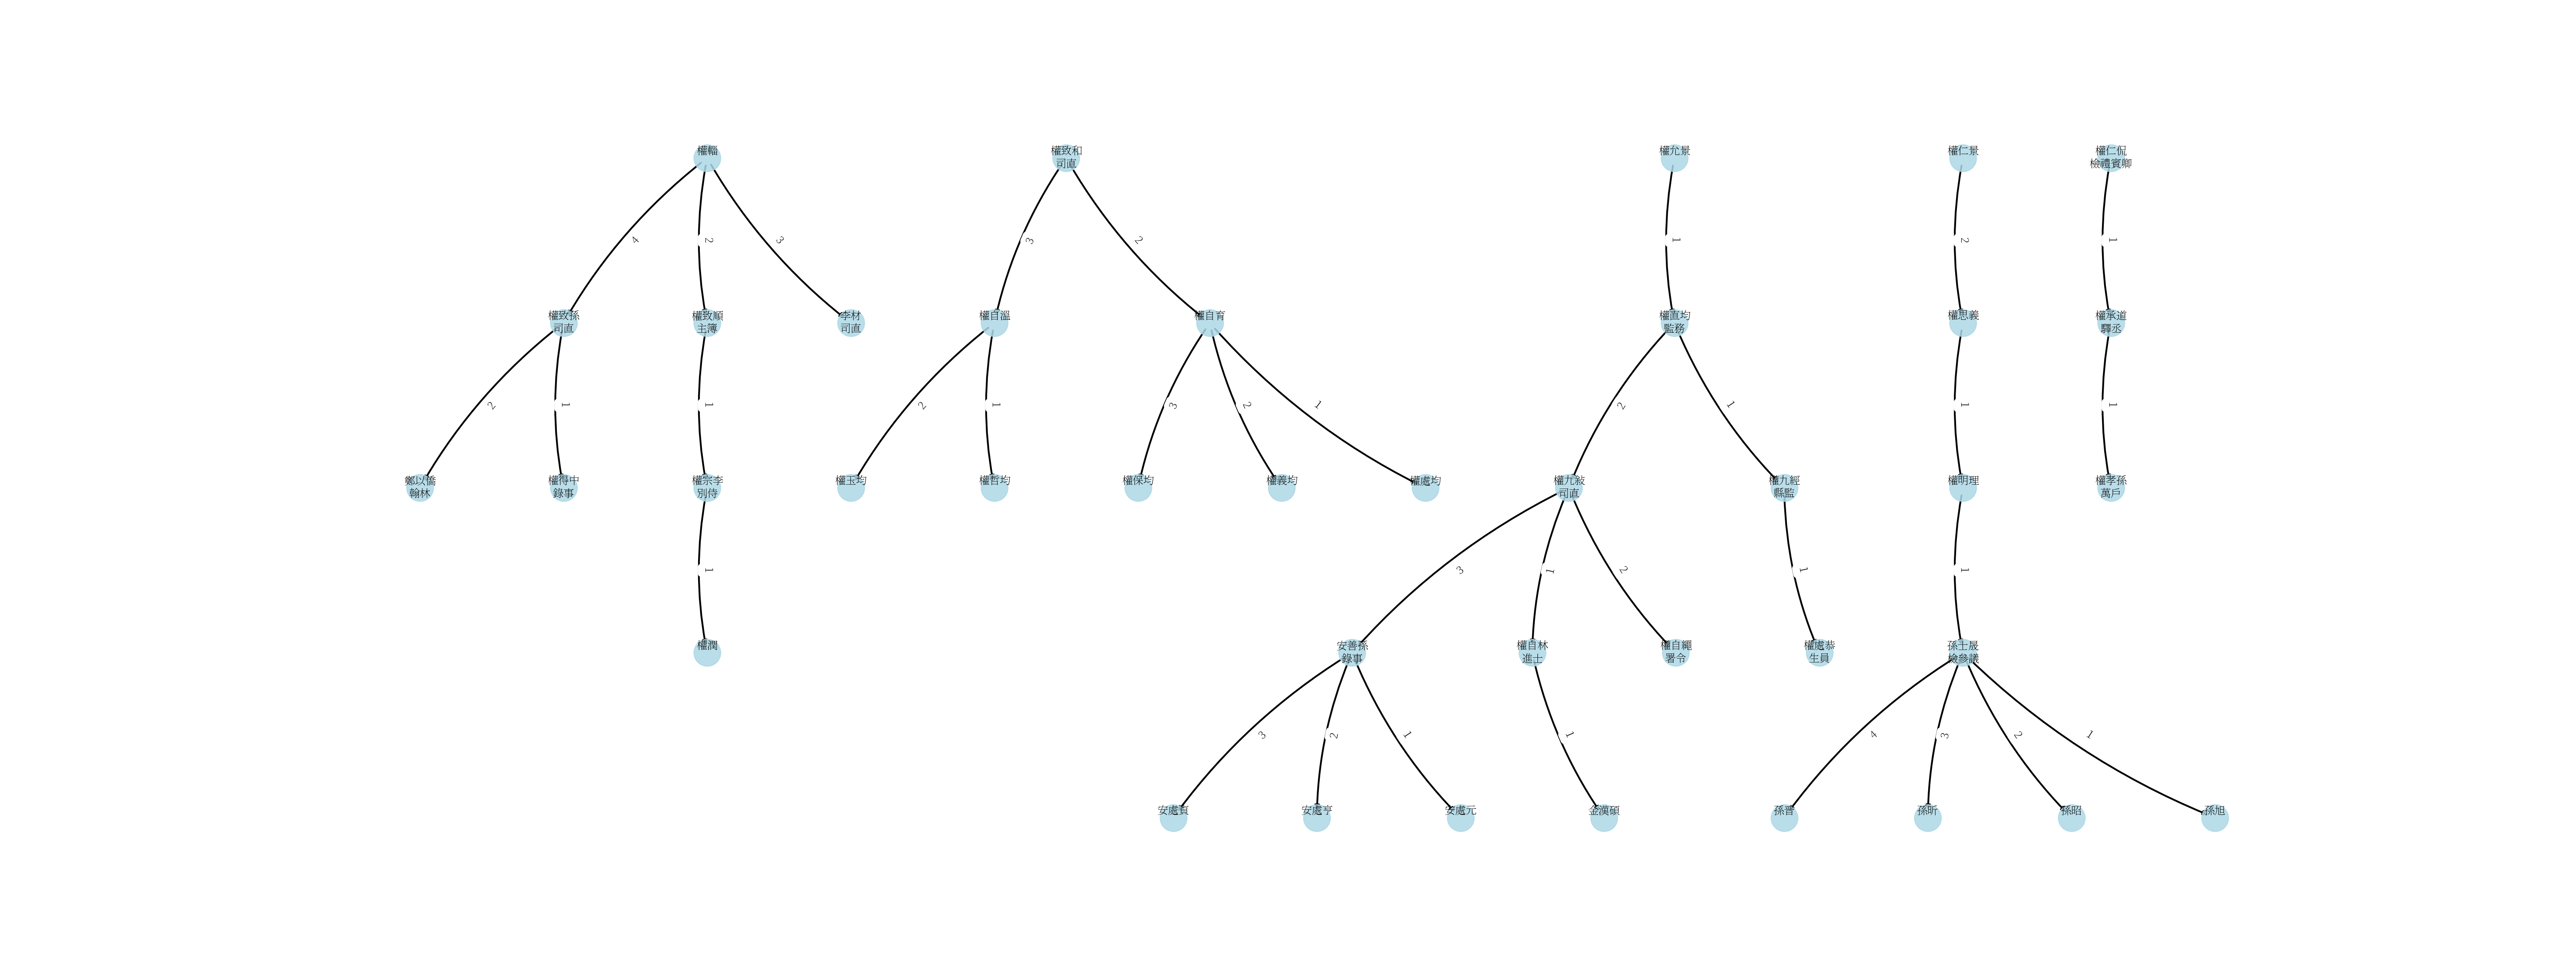 權輜
權致和
司直
權允景
權仁景
權仁侃
檢禮賓卿
4
2
3
3
2
1
2
1
權致孫
司直
權致順
主簿
李材
司直
權自溫
權自育
權直均
監務
權思義
權承道
驛丞
2
1
1
2
1
3
2
1
2
1
1
1
鄭以僑
翰林
權得中
錄事
權宗李
別侍
權玉均
權哲均
權保均
權義均
權處均
權九敍
司直
權九經
縣監
權明理
權孝孫
萬戶
1
3
1
2
1
1
權潤
安善孫
錄事
權自林
進士
權自繩
署令
權處恭
生員
孫士晟
檢參議
3
2
1
1
4
3
2
1
安處貞
安處亨
安處元
金漢碩
孫晋
孫昕
孫昭
孫旭